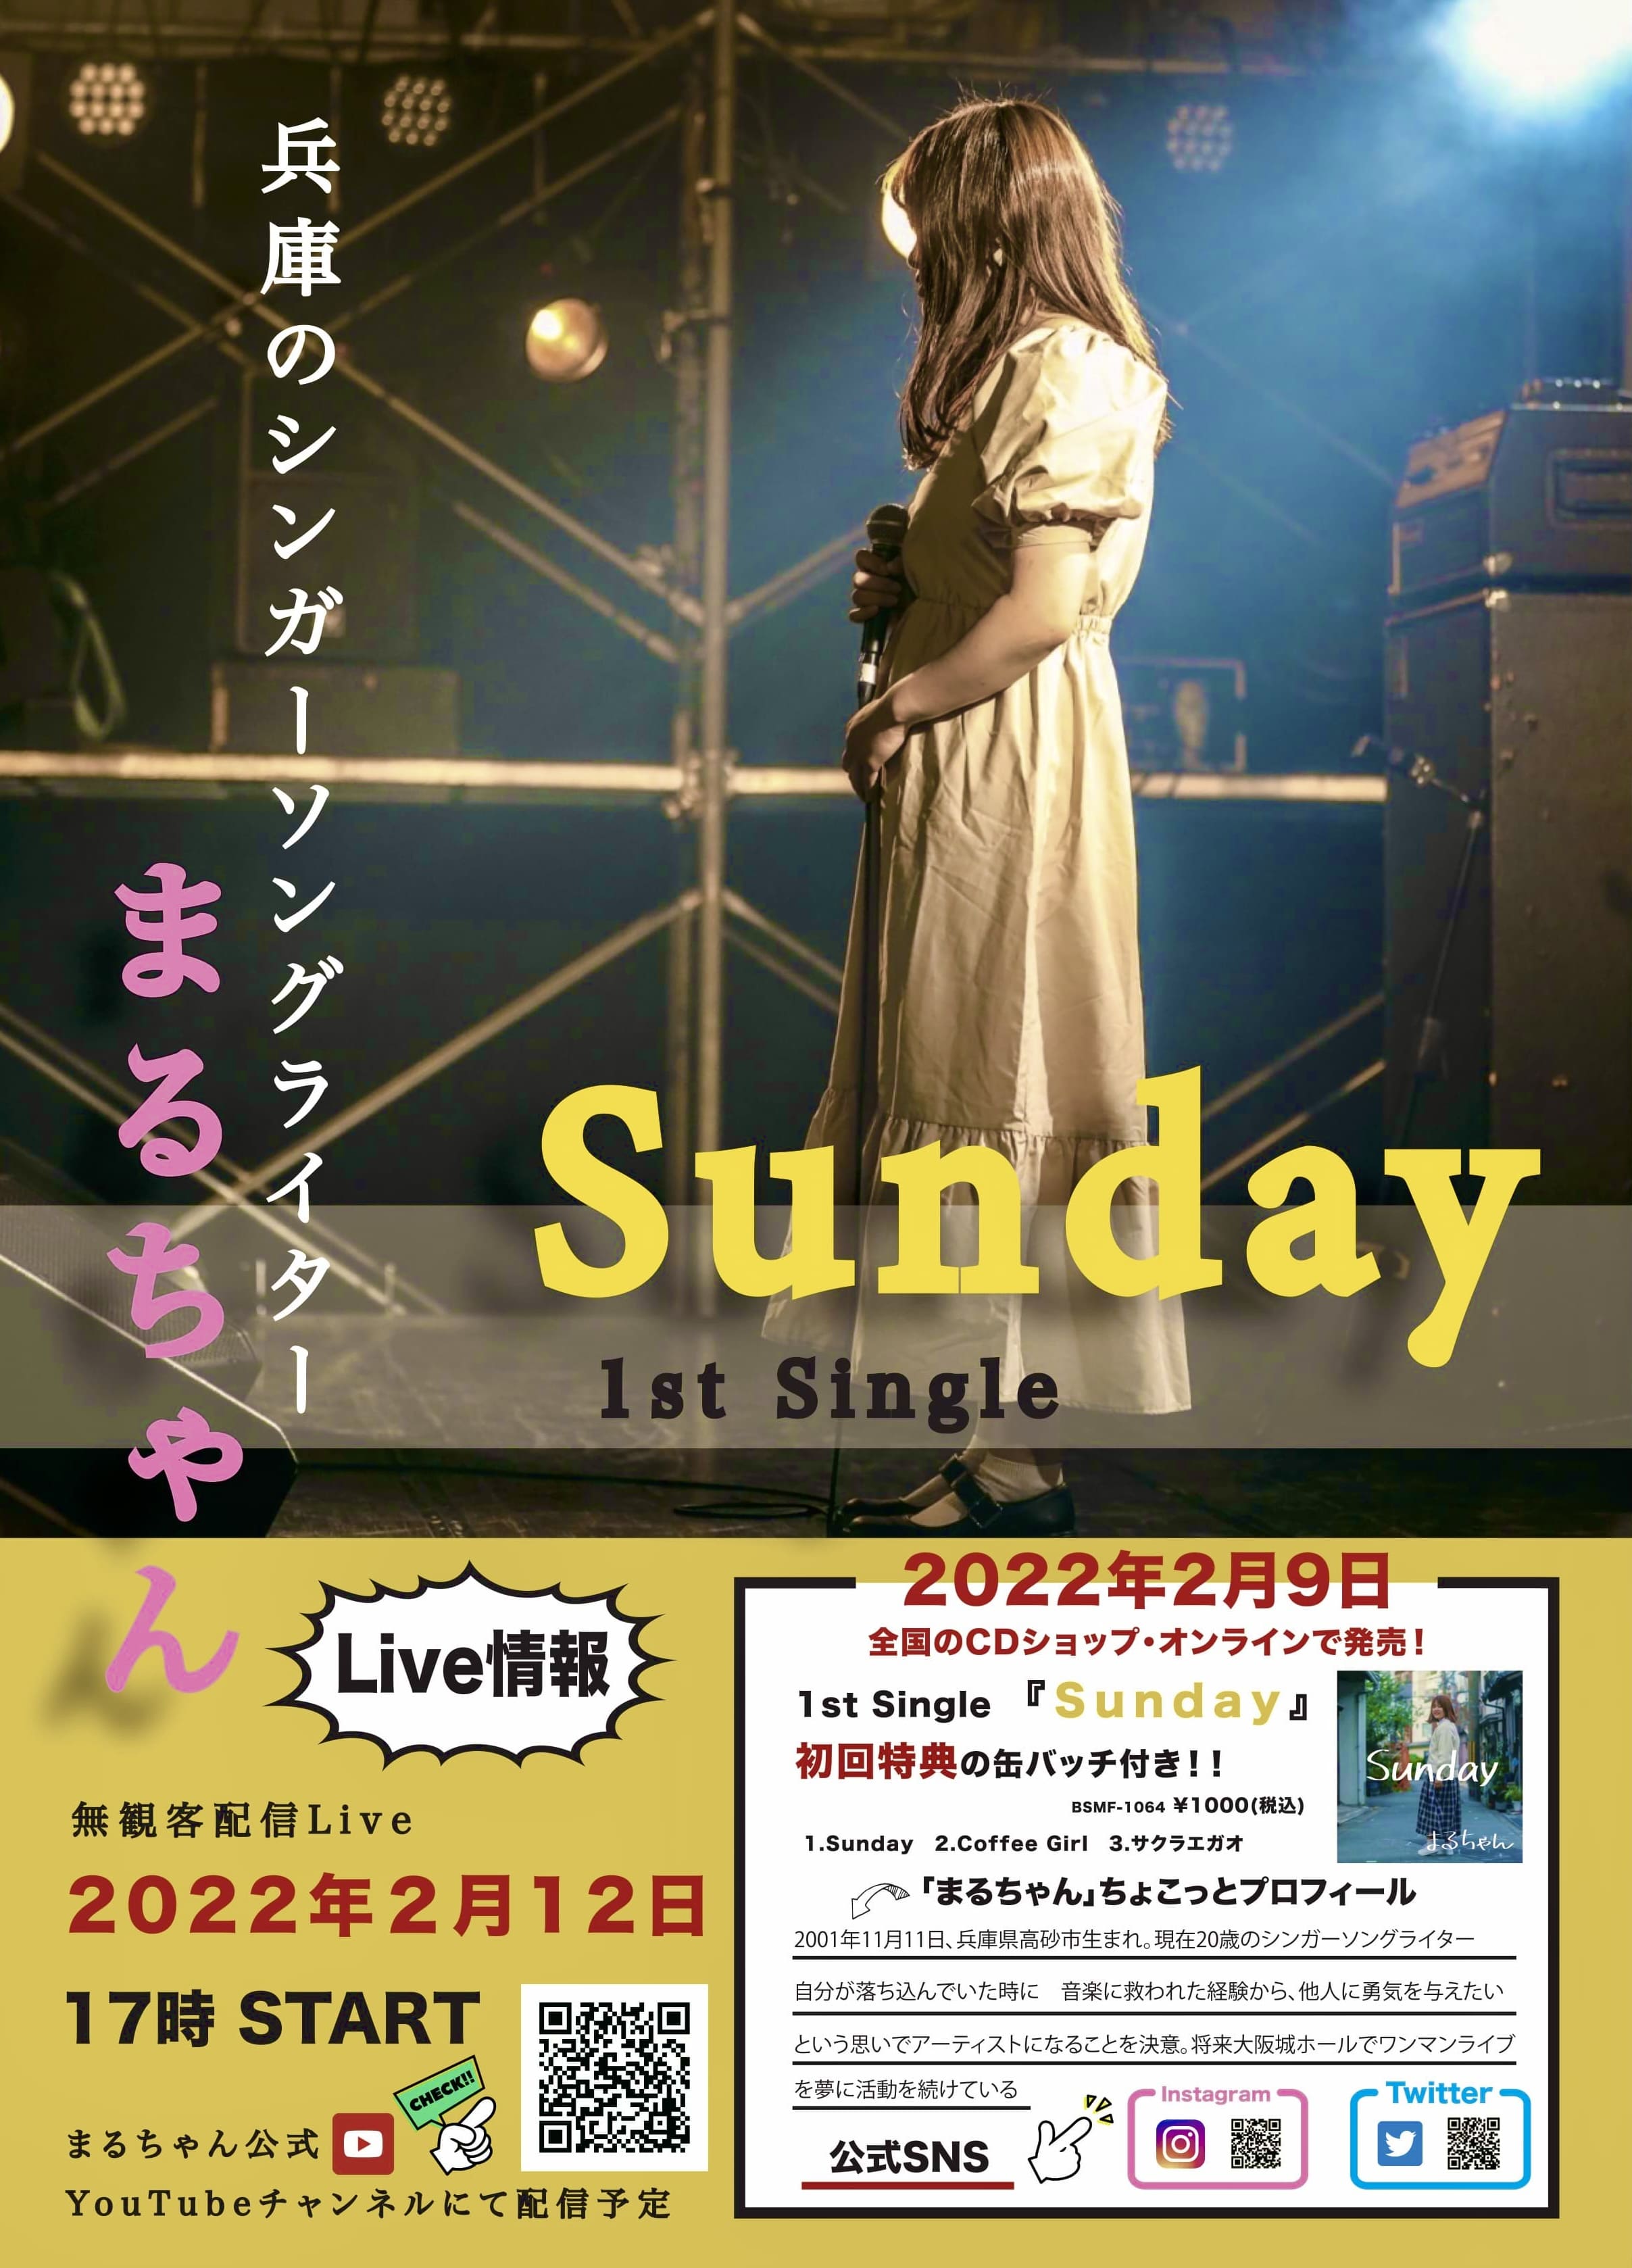 兵庫のシンガーソングライター
まるちゃん
Sunday
1st Single
Live情報
無観客配信Live
2022年2月12日
17時 START
CHECK!!
まるちゃん公式
YouTubeチャンネルにて配信予定
2022年2月9日
全国のCDショップ・オンラインで発売！
1st Single 『Sunday』
初回特典の缶バッチ付き！！
BSMF-1064 ¥1000(税込)
1.Sunday 2.Coffee Girl 3.サクラエガオ
Sunday
まるちゃん
「まるちゃん」ちょこっとプロフィール
2001年11月11日、兵庫県高砂市生まれ。現在20歳のシンガーソングライター
自分が落ち込んでいた時に　音楽に救われた経験から、他人に勇気を与えたい
という思いでアーティストになることを決意。将来大阪城ホールでワンマンライブ
を夢に活動を続けている
公式SNS
Instagram
Twitter